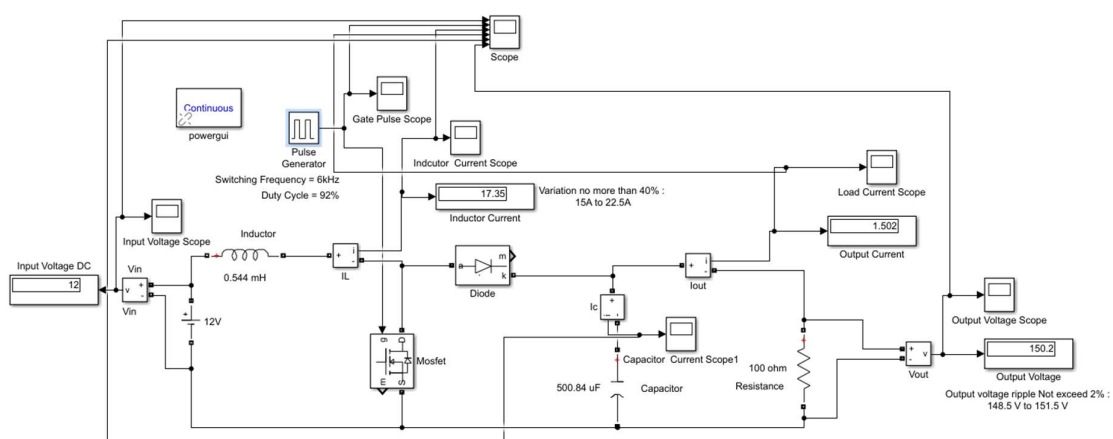 Scope
Continuous
powergui
Gate Pulse Scope
Pulse
Generator
Indcutor Current Scope
Load Current Scope
Switching Frequency = 6kHz
Duty Cycle = 92%
17.35
Inductor Current
Variation no more than 40% :
15A to 22.5A
Input Voltage Scope
1.502
Output Current
Inductor
0.544 mH
Input Voltage DC
12
Vin
+
-
v
Vin
+
12V
+
-
i
IL
a
m
k
Diode
+
-
i
Iout
Ic
+
-
i
g
D
m
S
Mosfet
Capacitor Current Scope1
+
500.84 uF
Capacitor
+
100 ohm
Resistance
+
-
v
Vout
Output Voltage Scope
150.2
Output Voltage
Output voltage ripple Not exceed 2% :
148.5 V to 151.5 V